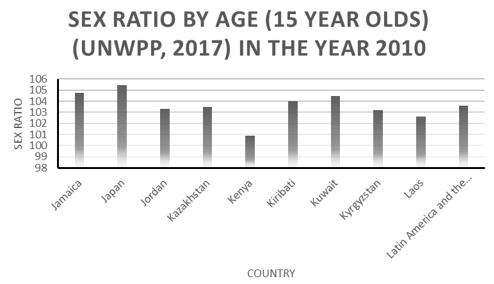 SEX RATIO BY AGE (15 YEAR OLDS)
(UNWPP, 2017) IN THE YEAR 2010
SEX RATIO
106
105
104
103
102
101
100
99
98
Jamaica
Japan
Jordan
Kazakhstan
Kenya
Kiribati
Kuwait
Kyrgyzstan
Laos
Latin America and the...
COUNTRY